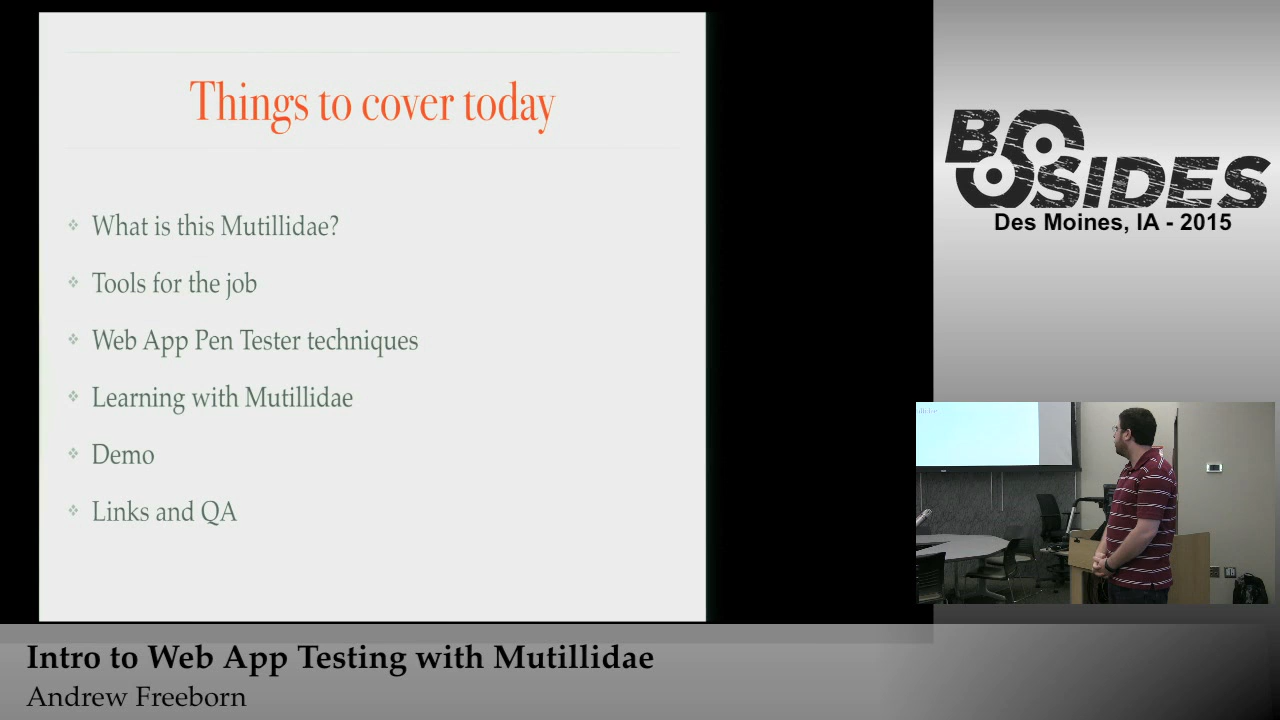 Things to cover today
What is this Mutillidae?
Tools for the job
Web App Pen Tester techniques
Learning with Mutillidae
Demo
Links and QA
BSIDES
Des Moines, IA - 2015
Intro to Web App Testing with Mutillidae
Andrew Freeborn